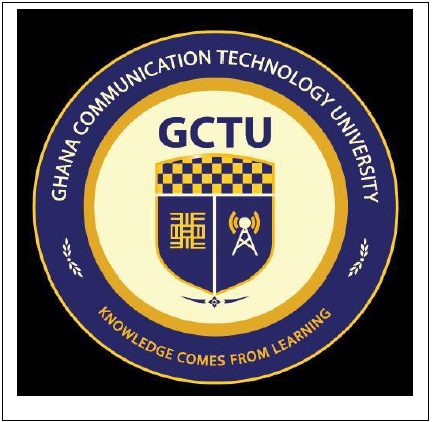 GHANA COMMUNICATION TECHNOLOGY UNIVERSITY
GCTU
KNOWLEDGE COMES FROM LEARNING